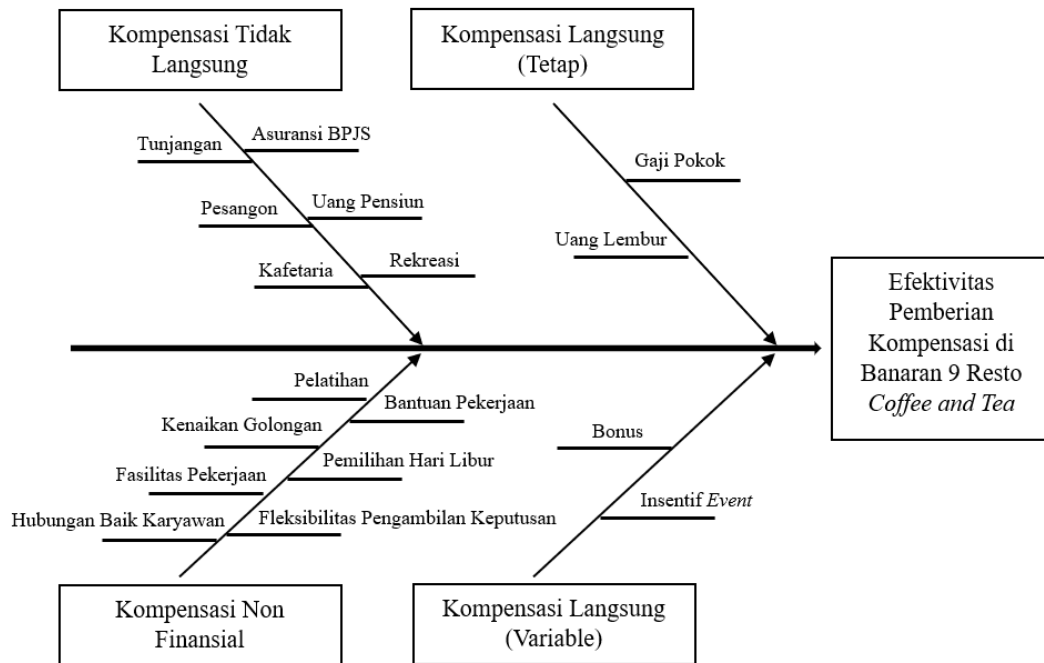 Kompensasi Tidak
Langsung
Kompensasi Langsung
(Tetap)
Asuransi BPJS
Tunjangan
Uang Pensiun
Pesangon
Rekreasi
Kafetaria
Gaji Pokok
Uang Lembur
Efektivitas
Pemberian
Kompensasi di
Banaran 9 Resto
Coffee and Tea
Pelatihan
Bantuan Pekerjaan
Kenaikan Golongan
Pemilihan Hari Libur
Fasilitas Pekerjaan
Fleksibilitas Pengambilan Keputusan
Hubungan Baik Karyawan
Bonus
Insentif Event
Kompensasi Non
Finansial
Kompensasi Langsung
(Variable)